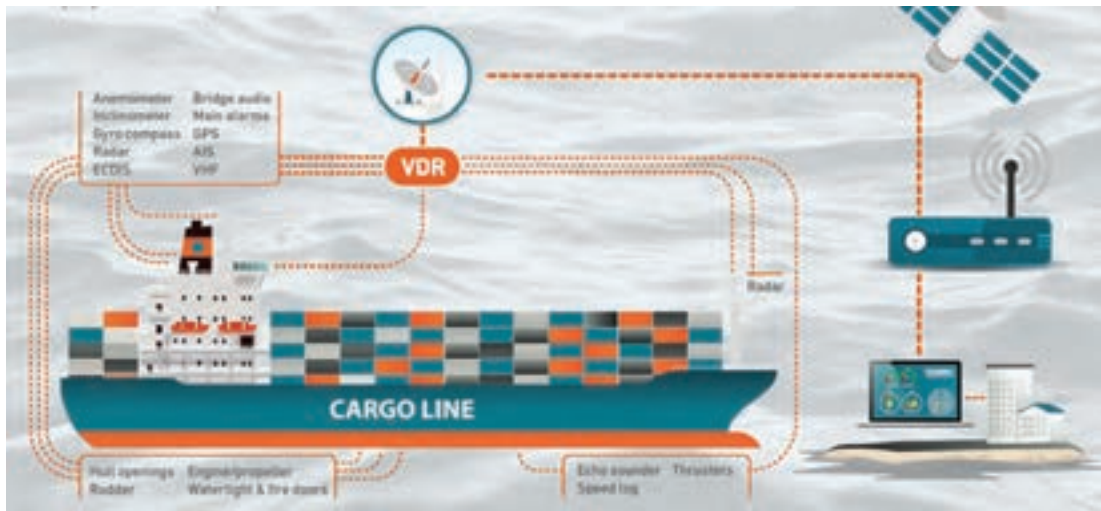 Anemometer Bridge audio
Inclinometer Main alarms
Gyro compass GPS
Radar AIS
ECDIS VHF
VDR
Radar
CARGO LINE
Hull openings Engine/propeller
Rudder Watertight & fire doors
Echo sounder Thrusters
Speed log